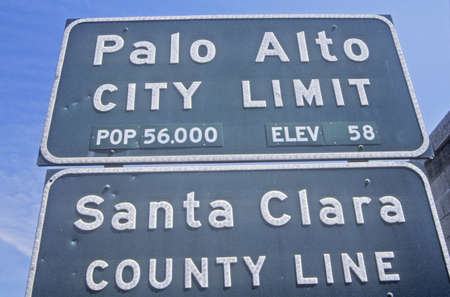 Palo Alto
CITY LIMIT
POP 56.000 ELEV 58
Santa Clara
COUNTY LINE